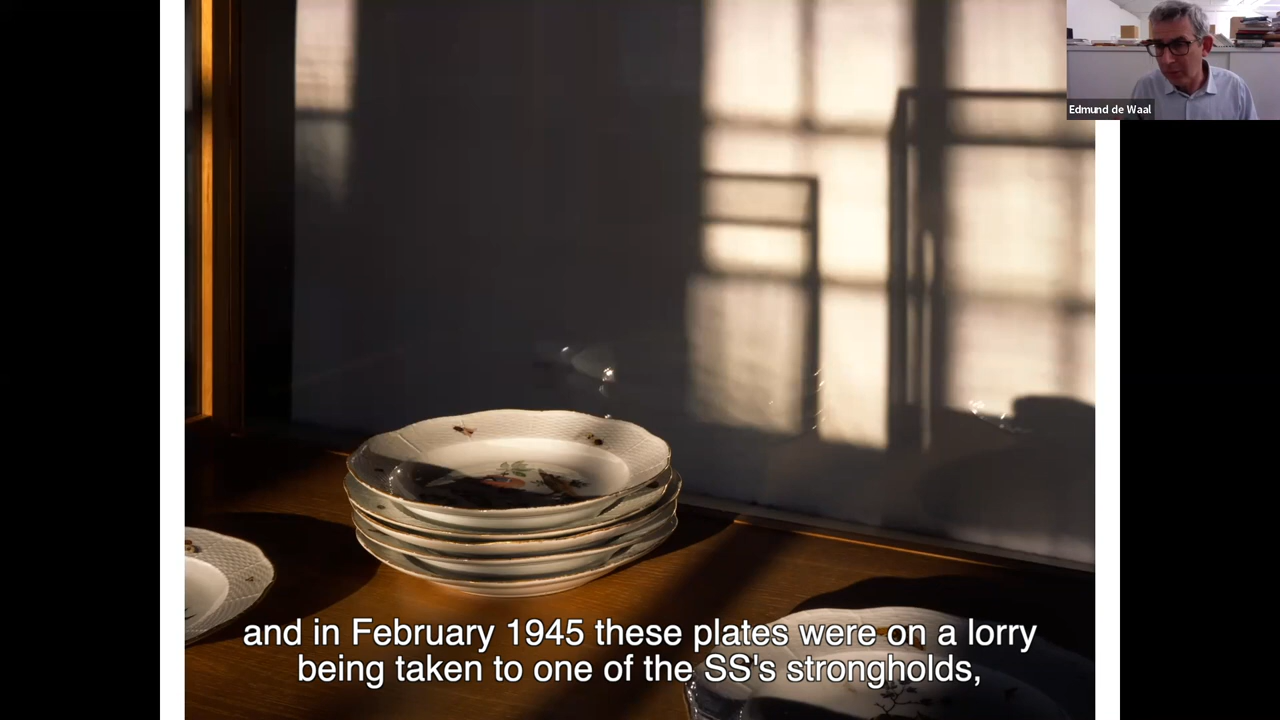 Edmund de Waal
and in February 1945 these plates were on a lorry
being taken to one of the SS's strongholds,